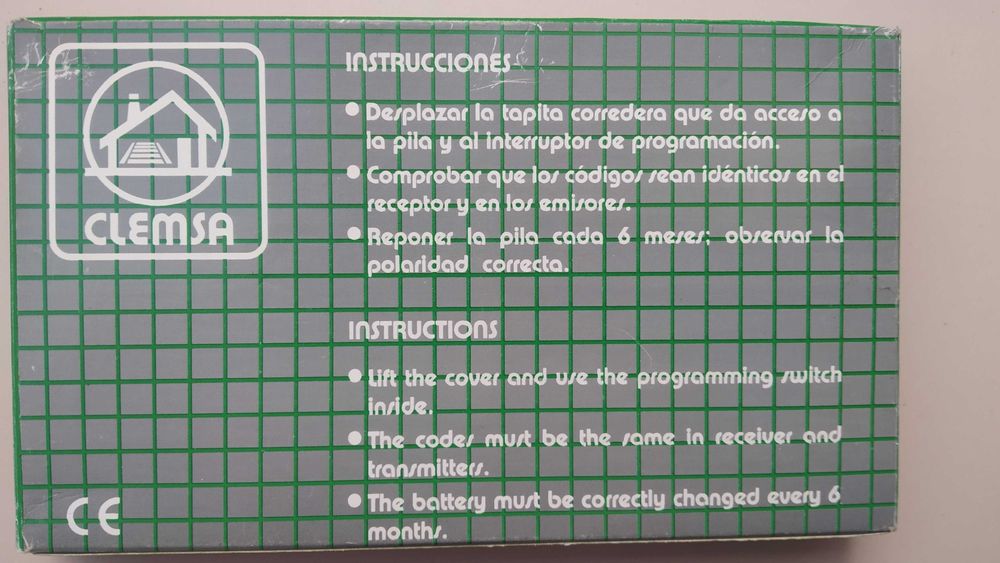 CLEMSA
INSTRUCCIONES
• Desplazar la tapita corredera que da acceso a
la pila y al interruptor de programación.
• Comprobar que los códigos sean idénticos en el
receptor y en los emisores.
• Reponer la pila cada 6 meses; observar la
polaridad correcta.
INSTRUCTIONS
• Lift the cover and use the programming switch
inside.
• The codes must be the same in receiver and
transmitters.
• The battery must be correctly changed every 6
months.
CE